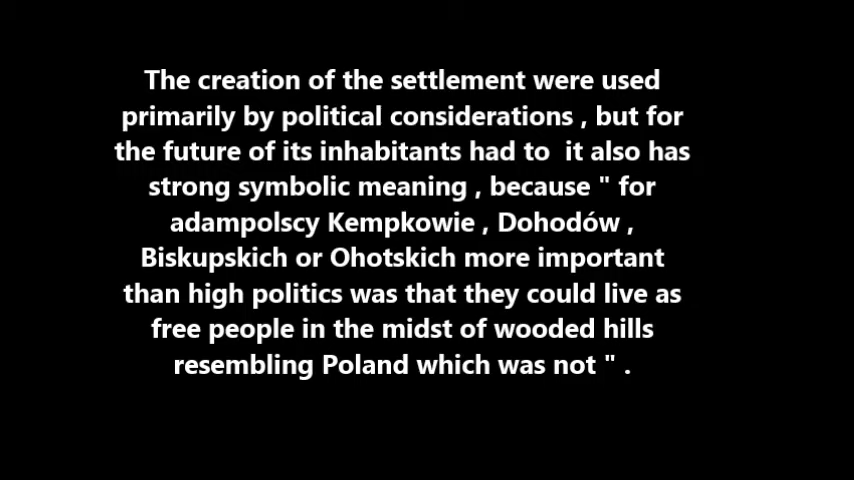 The creation of the settlement were used
primarily by political considerations , but for
the future of its inhabitants had to  it also has
strong symbolic meaning , because " for
adampolscy Kempkowie , Dohodów ,
Biskupskich or Ohotskich more important
than high politics was that they could live as
free people in the midst of wooded hills
resembling Poland which was not " .